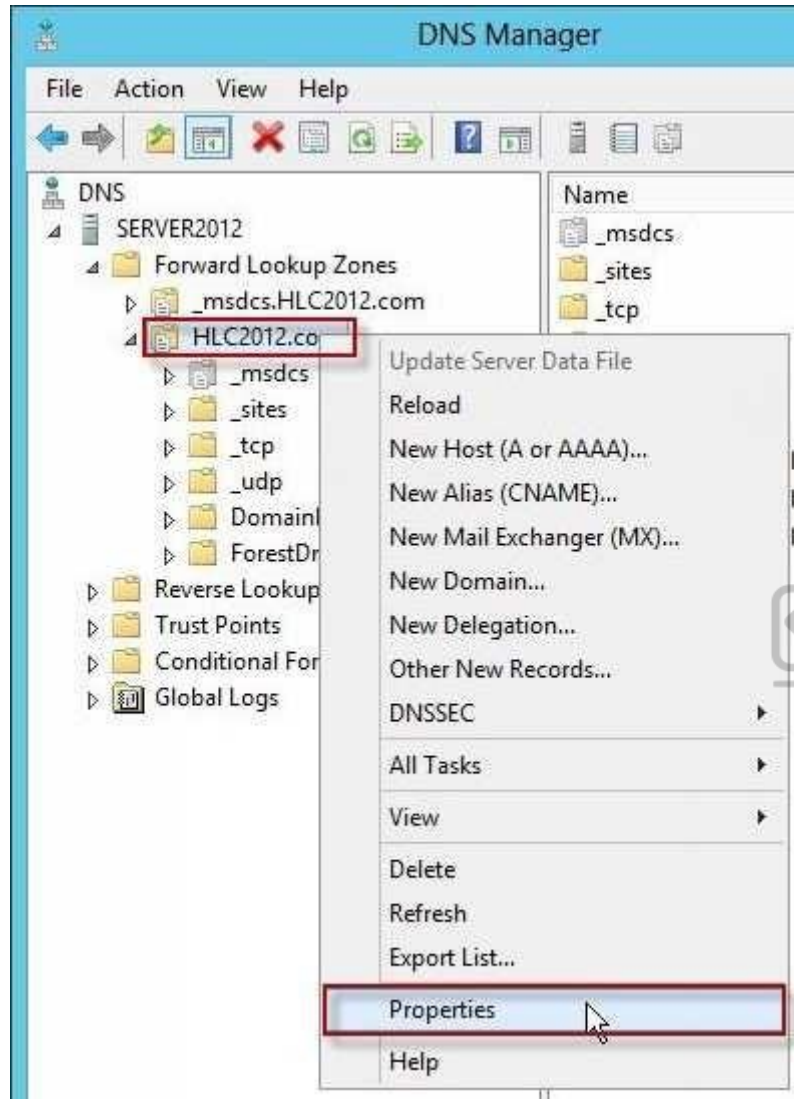 DNS Manager
File Action View Help
DNS
SERVER2012
Forward Lookup Zones
_msdcs.HLC2012.com
HLC2012.co
_msdcs
_sites
_tcp
_udp
DomainI
ForestDr
Reverse Lookup
Trust Points
Conditional For
Global Logs
Name
_msdcs
_sites
_tcp
Update Server Data File
Reload
New Host (A or AAAA)...
New Alias (CNAME)...
New Mail Exchanger (MX)...
New Domain...
New Delegation...
Other New Records...
DNSSEC
All Tasks
View
Delete
Refresh
Export List...
Properties
Help